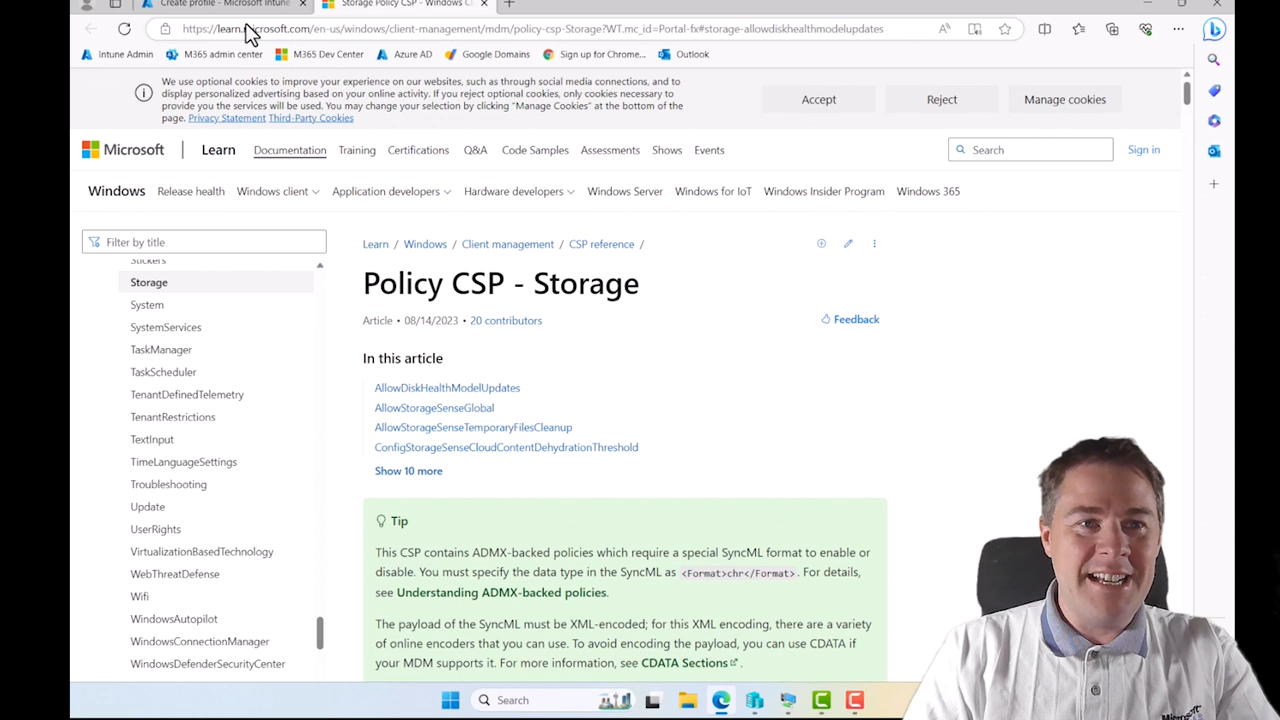 Create profile - Microsoft Intune
Storage Policy CSP - Windows C
https://learn.microsoft.com/en-us/windows/client-management/mdm/policy-csp-Storage?WT.mc_id=Portal-fx#storage-allowdiskhealthmodelupdates
Intune Admin
M365 admin center
M365 Dev Center
Azure AD
Google Domains
Sign up for Chrome...
Outlook
We use optional cookies to improve your experience on our websites, such as through social media connections, and to
display personalized advertising based on your online activity. If you reject optional cookies, only cookies necessary to
provide you the services will be used. You may change your selection by clicking "Manage Cookies" at the bottom of the
page. Privacy Statement Third-Party Cookies
Accept
Reject
Manage cookies
Microsoft
Learn
Documentation
Training
Certifications
Q&A
Code Samples
Assessments
Shows
Events
Search
Sign in
Windows
Release health
Windows client
Application developers
Hardware developers
Windows Server
Windows for IoT
Windows Insider Program
Windows 365
Filter by title
Stickers
Storage
System
SystemServices
TaskManager
TaskScheduler
TenantDefinedTelemetry
TenantRestrictions
TextInput
TimeLanguageSettings
Troubleshooting
Update
UserRights
VirtualizationBasedTechnology
WebThreatDefense
Wifi
WindowsAutopilot
WindowsConnectionManager
WindowsDefenderSecurityCenter
Learn / Windows / Client management / CSP reference /
Policy CSP - Storage
Article • 08/14/2023 • 20 contributors
Feedback
In this article
AllowDiskHealthModelUpdates
AllowStorageSenseGlobal
AllowStorageSenseTemporaryFilesCleanup
ConfigStorageSenseCloudContentDehydrationThreshold
Show 10 more
Tip
This CSP contains ADMX-backed policies which require a special SyncML format to enable or
disable. You must specify the data type in the SyncML as <Format>chr</Format>. For details,
see Understanding ADMX-backed policies.
The payload of the SyncML must be XML-encoded; for this XML encoding, there are a variety
of online encoders that you can use. To avoid encoding the payload, you can use CDATA if
your MDM supports it. For more information, see CDATA Sections.
Search